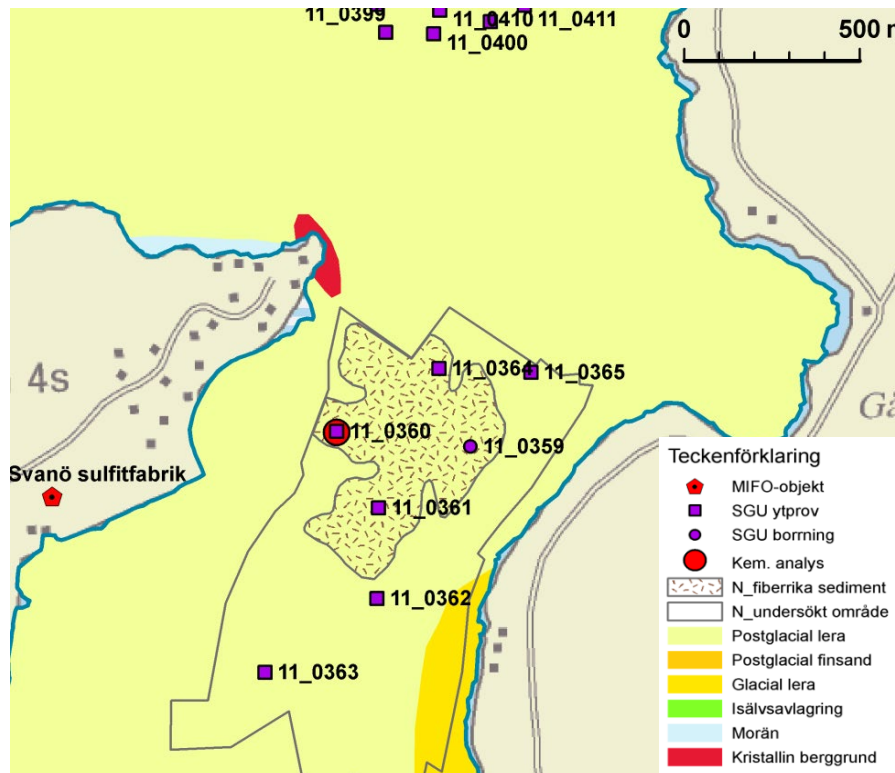 11_0399
11_0410
11_0411
11_0400
0 500 m
4s
11_0364
11_0365
11_0360
11_0359
Svanö sulfitfabrik
11_0361
11_0362
11_0363
Teckenförklaring
MIFO-objekt
SGU ytprov
SGU borrning
Kem. analys
N_fiberrika sediment
N_undersökt område
Postglacial lera
Postglacial finsand
Glacial lera
Isälvsavlagring
Morän
Kristallin berggrund